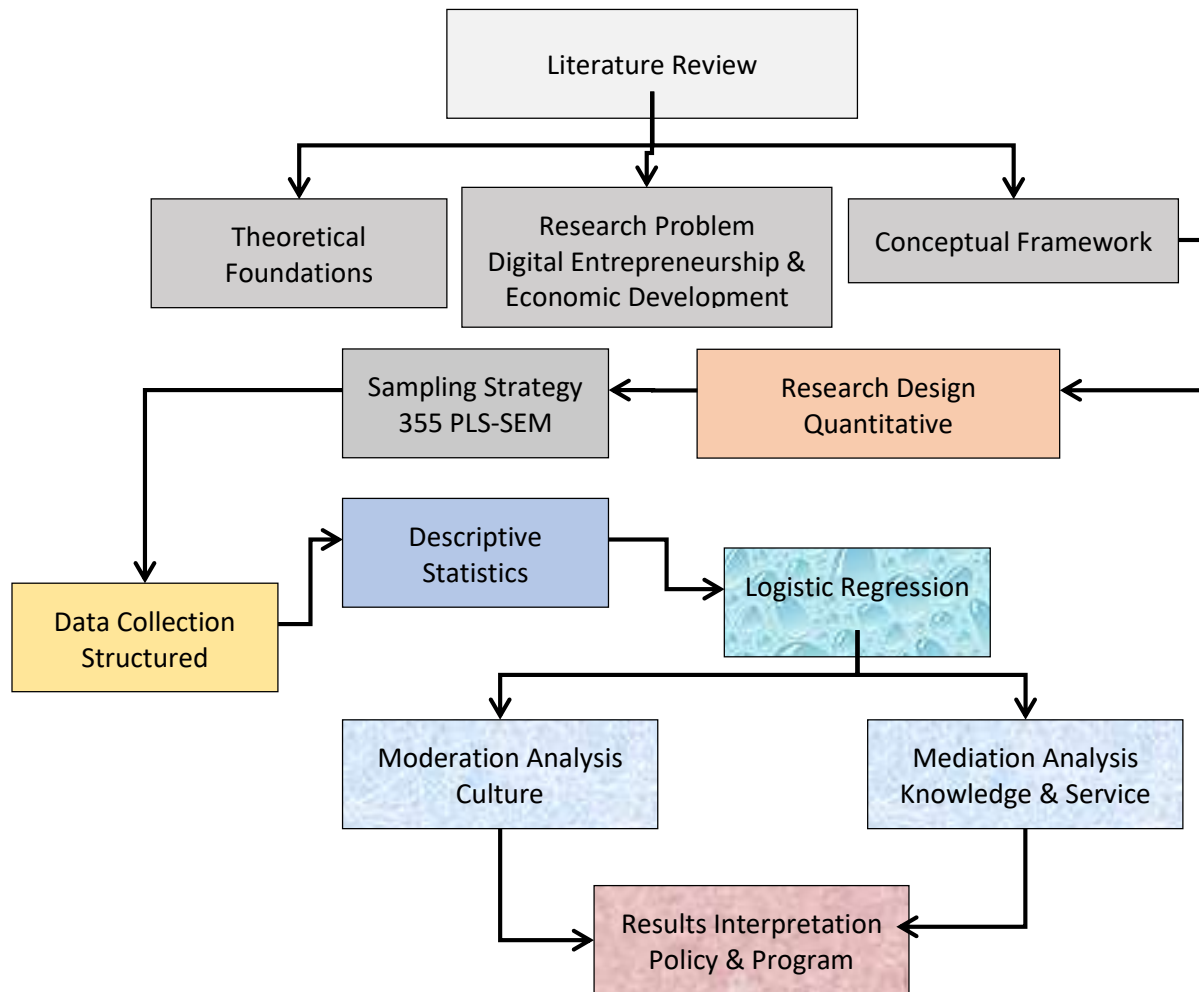 Literature Review
Theoretical
Foundations
Research Problem
Digital Entrepreneurship &
Economic Development
Conceptual Framework
Sampling Strategy
355 PLS-SEM
Research Design
Quantitative
Descriptive
Statistics
Logistic Regression
Data Collection
Structured
Moderation Analysis
Culture
Mediation Analysis
Knowledge & Service
Results Interpretation
Policy & Program